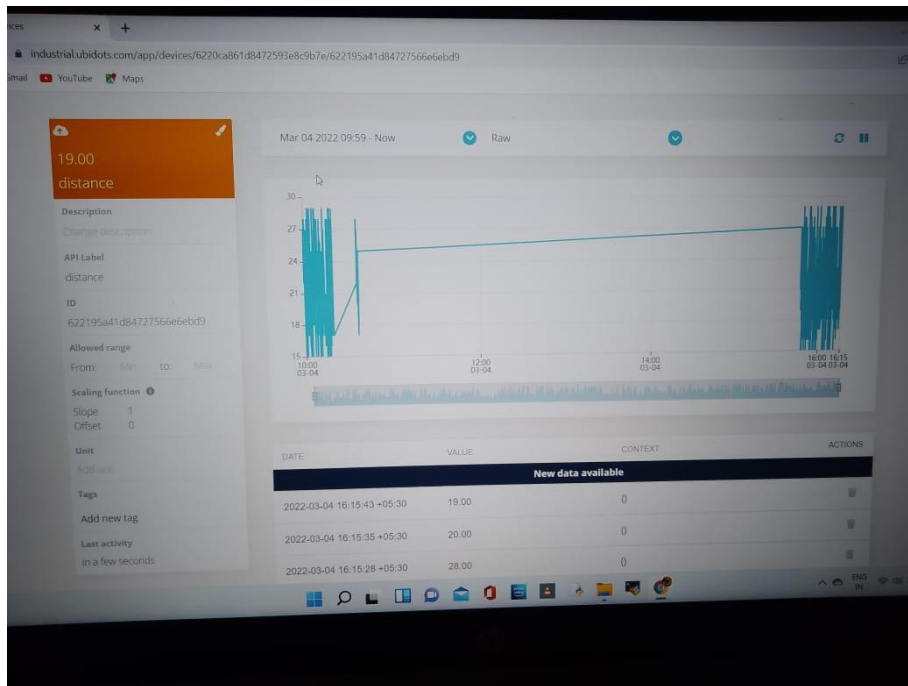 ices
industrial.ubidots.com/app/devices/6220ca861d8472593e8c9b7e/622195a41d84727566e6ebd9
Gmail YouTube Maps
19.00
distance
Description
Change description
API Label
distance
ID
622195a41d84727566e6ebd9
Allowed range
From: Min to: Max
Scaling function
Slope 1
Offset 0
Unit
Add unit
Tags
Add new tag
Last activity
in a few seconds
Mar 04 2022 09:59 - Now Raw
30
27
24
21
18
15
10:00 12:00 14:00 16:00 16:15
03-04 03-04 03-04 03-04 03-04
DATE VALUE CONTEXT ACTIONS
New data available
2022-03-04 16:15:43 +05:30 19.00 {}
2022-03-04 16:15:35 +05:30 20.00 {}
2022-03-04 16:15:28 +05:30 28.00 {}
ENG
IN